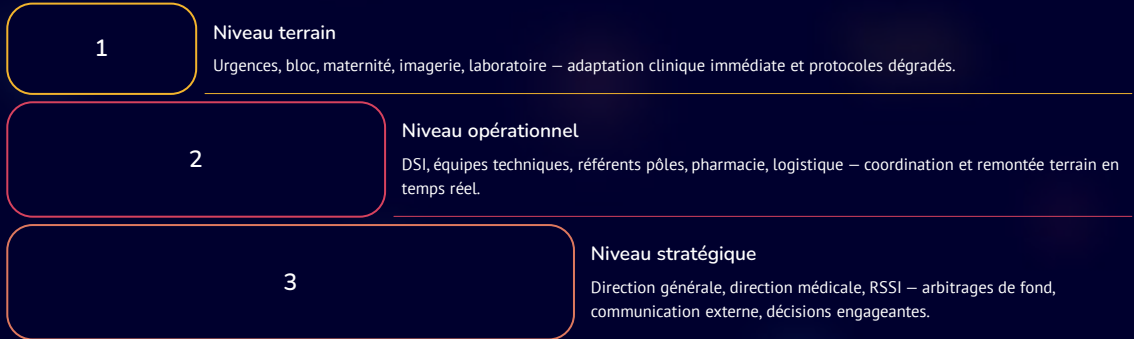 1
Niveau terrain
Urgences, bloc, maternité, imagerie, laboratoire — adaptation clinique immédiate et protocoles dégradés.
2
Niveau opérationnel
DSI, équipes techniques, référents pôles, pharmacie, logistique — coordination et remontée terrain en
temps réel.
3
Niveau stratégique
Direction générale, direction médicale, RSSI — arbitrages de fond,
communication externe, décisions engageantes.